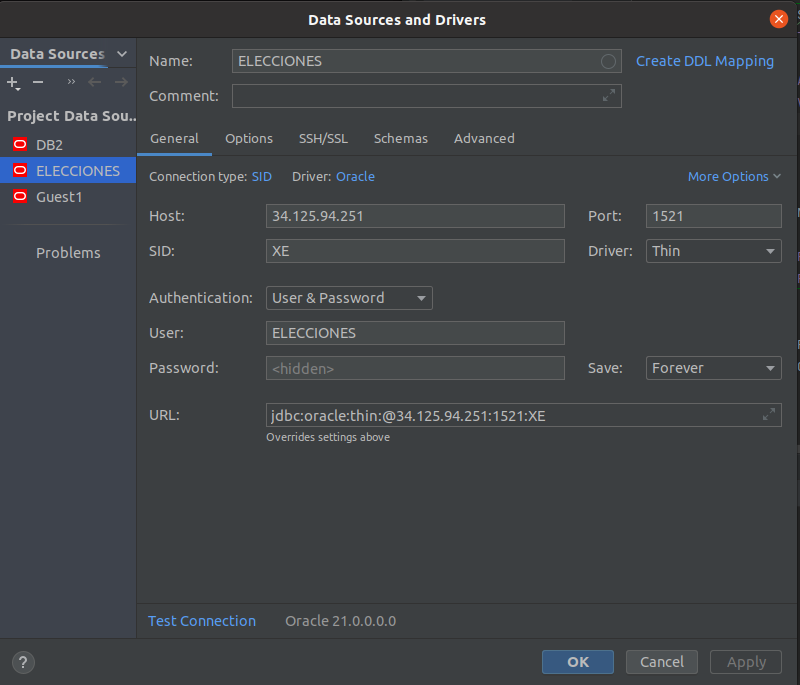 Data Sources and Drivers
Data Sources
Project Data Sou..
DB2
ELECCIONES
Guest1
Problems
Name: ELECCIONES Create DDL Mapping
Comment:
General Options SSH/SSL Schemas Advanced
Connection type: SID Driver: Oracle More Options
Host: 34.125.94.251 Port: 1521
SID: XE Driver: Thin
Authentication: User & Password
User: ELECCIONES
Password: <hidden> Save: Forever
URL: jdbc:oracle:thin:@34.125.94.251:1521:XE
Overrides settings above
Test Connection Oracle 21.0.0.0.0
? OK Cancel Apply